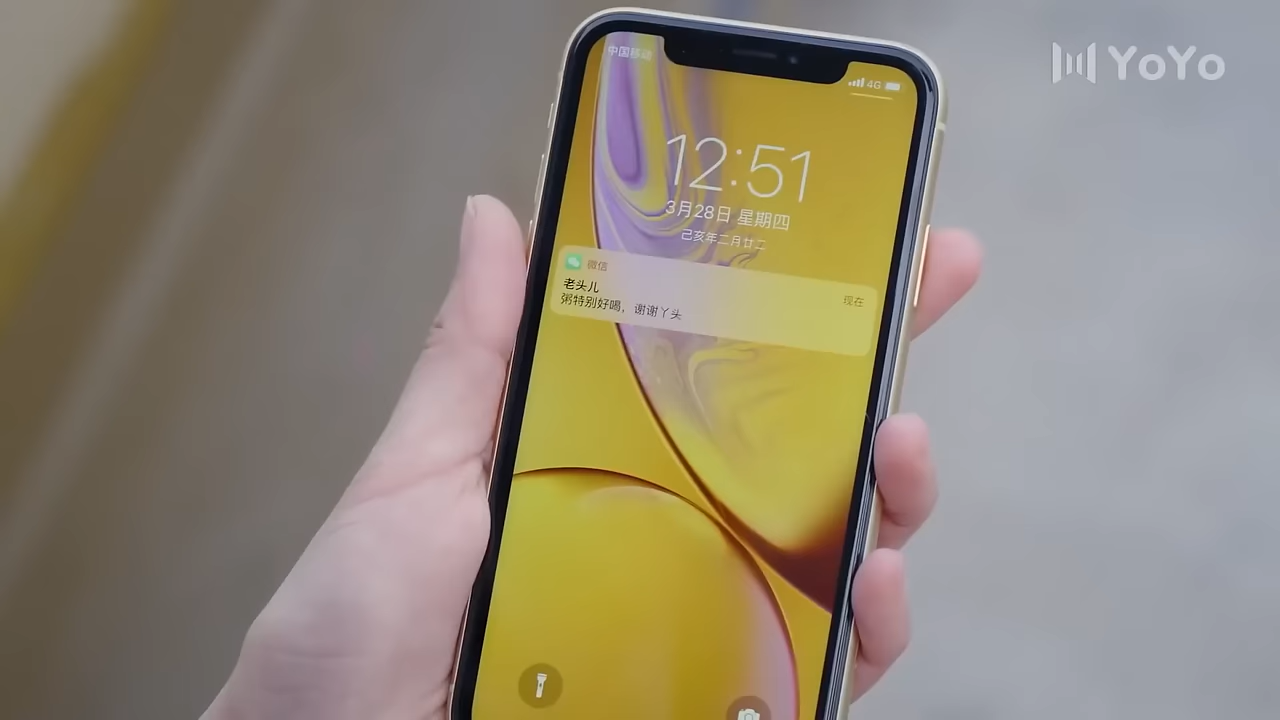 YoYo
中国移动
4G
12:51
3月28日 星期四
己亥年二月廿二
微信
现在
老头儿
粥特别好喝，谢谢丫头